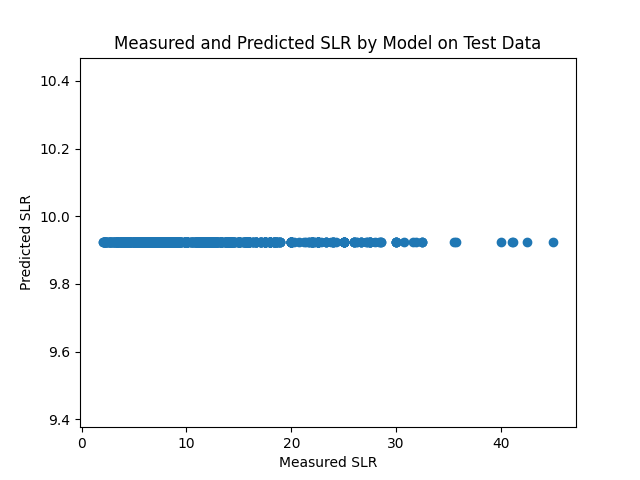 Measured and Predicted SLR by Model on Test Data
10.4
10.2
10.0
9.8
9.6
9.4
Predicted SLR
0 10 20 30 40
Measured SLR